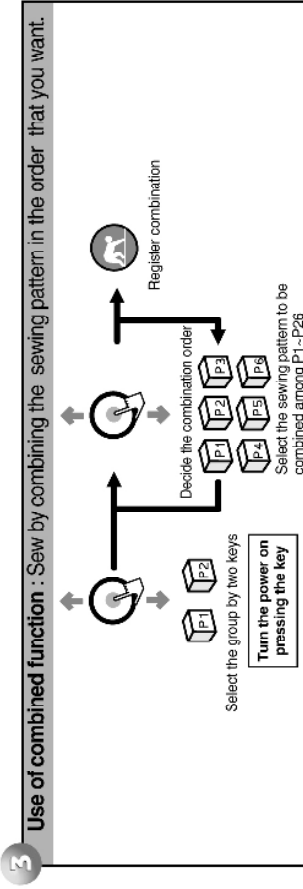 3
Use of combined function : Sew by combining the sewing pattern in the order that you want.
P1 P2
Select the group by two keys
Turn the power on
pressing the key
Decide the combination order
P1 P2 P3
P4 P5 P6
Select the sewing pattern to be
combined among P1~P26
Register combination